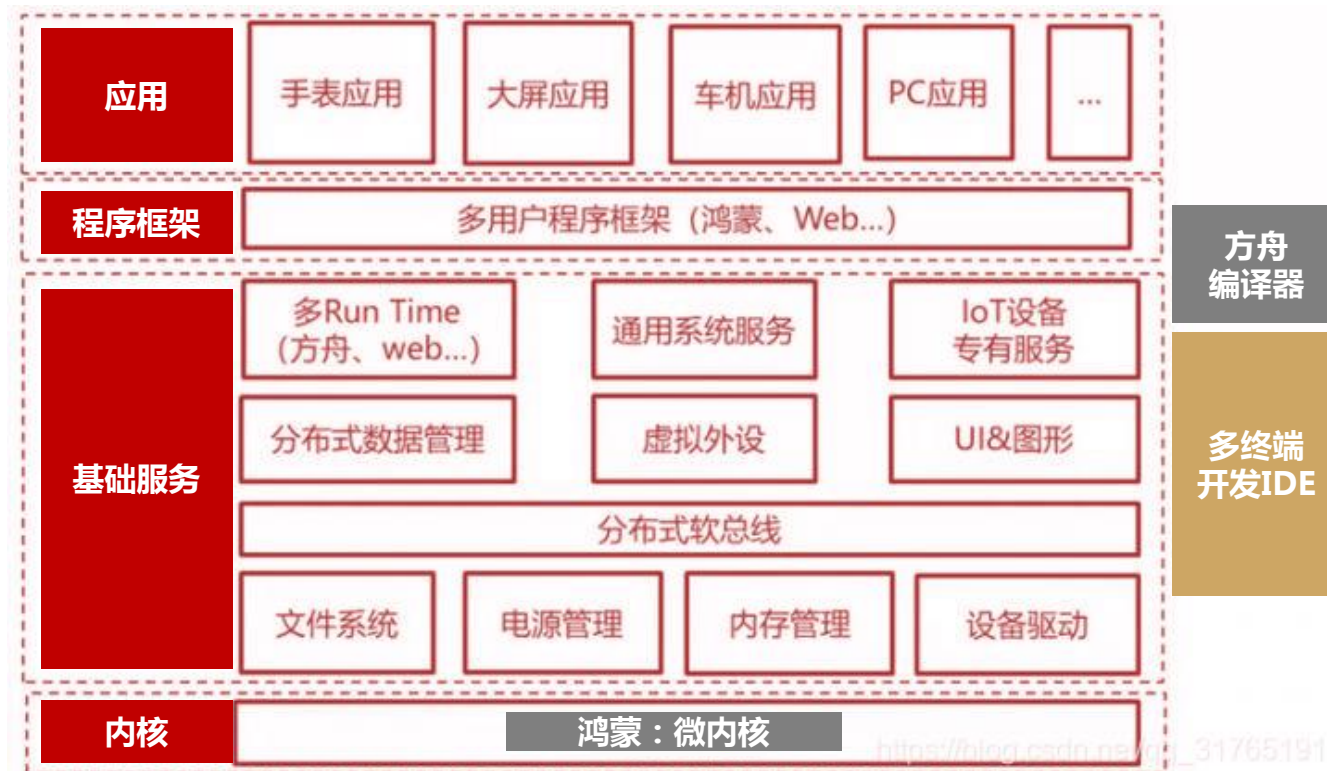 应用
手表应用
大屏应用
车机应用
PC应用
...
程序框架
多用户程序框架（鸿蒙、Web...）
方舟
编译器
基础服务
多Run Time
（方舟、web...）
通用系统服务
IoT设备
专有服务
分布式数据管理
虚拟外设
UI&图形
多终端
开发IDE
分布式软总线
文件系统
电源管理
内存管理
设备驱动
内核
鸿蒙：微内核
https://blog.csdn.net/qq_31765191